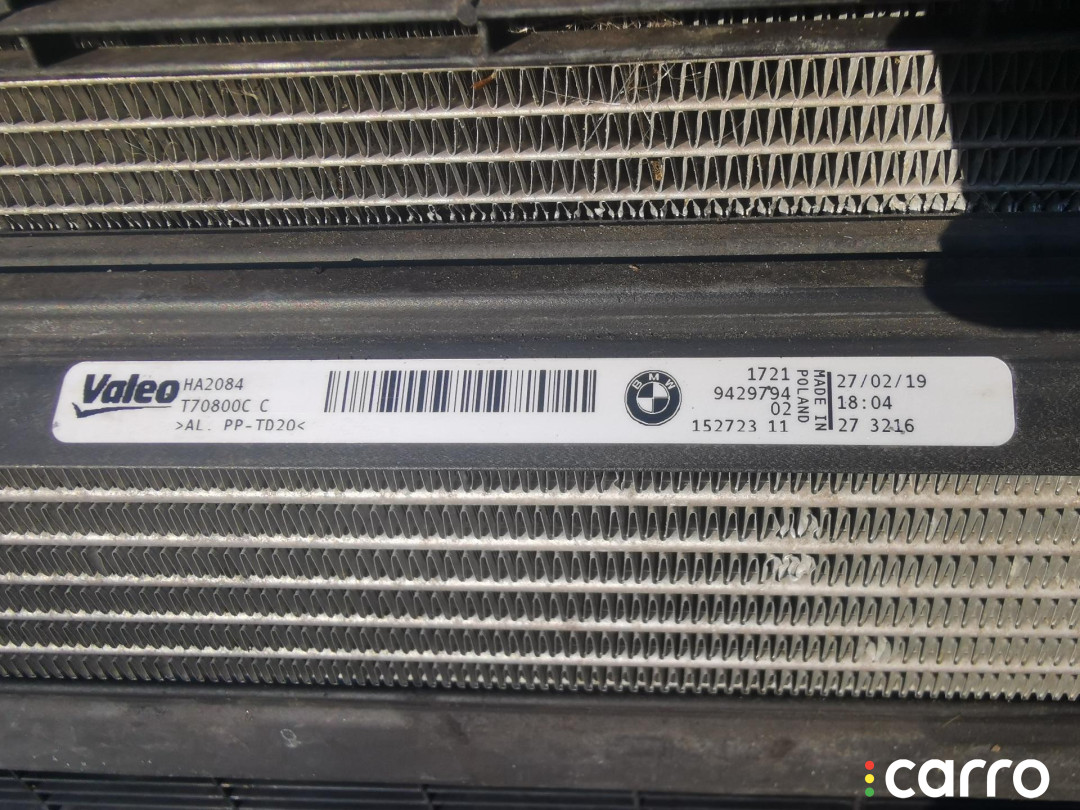 Valeo HA2084
T70800C C
>AL. PP-TD20<
BMW
1721
9429794
02
152723 11
MADE IN
POLAND
27/02/19
18:04
27 3216
carro